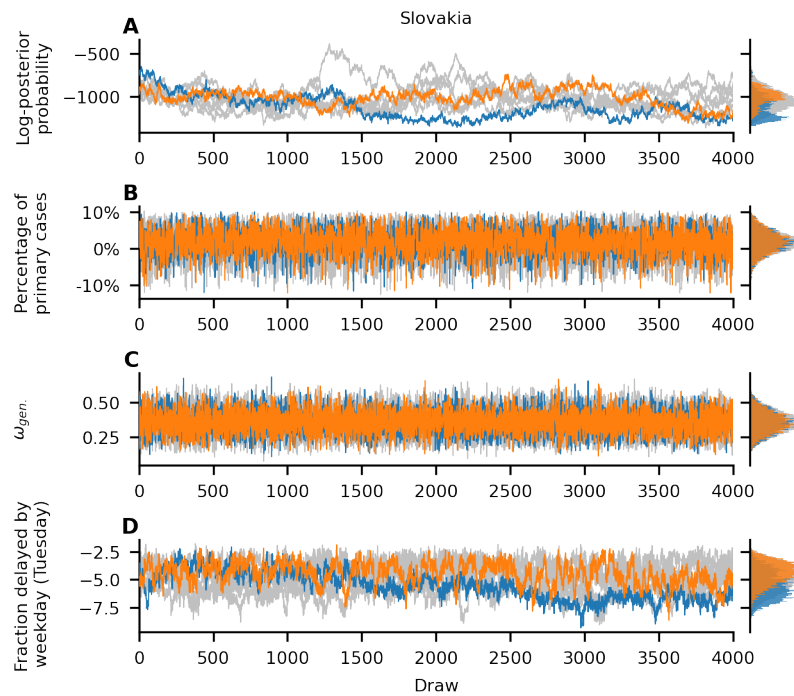 Slovakia
A
Log-posterior
probability
−500
−1000
0 500 1000 1500 2000 2500 3000 3500 4000
B
Percentage of
primary cases
10%
0%
-10%
0 500 1000 1500 2000 2500 3000 3500 4000
C
ω_gen.
0.50
0.25
0 500 1000 1500 2000 2500 3000 3500 4000
D
Fraction delayed by
weekday (Tuesday)
−2.5
−5.0
−7.5
0 500 1000 1500 2000 2500 3000 3500 4000
Draw